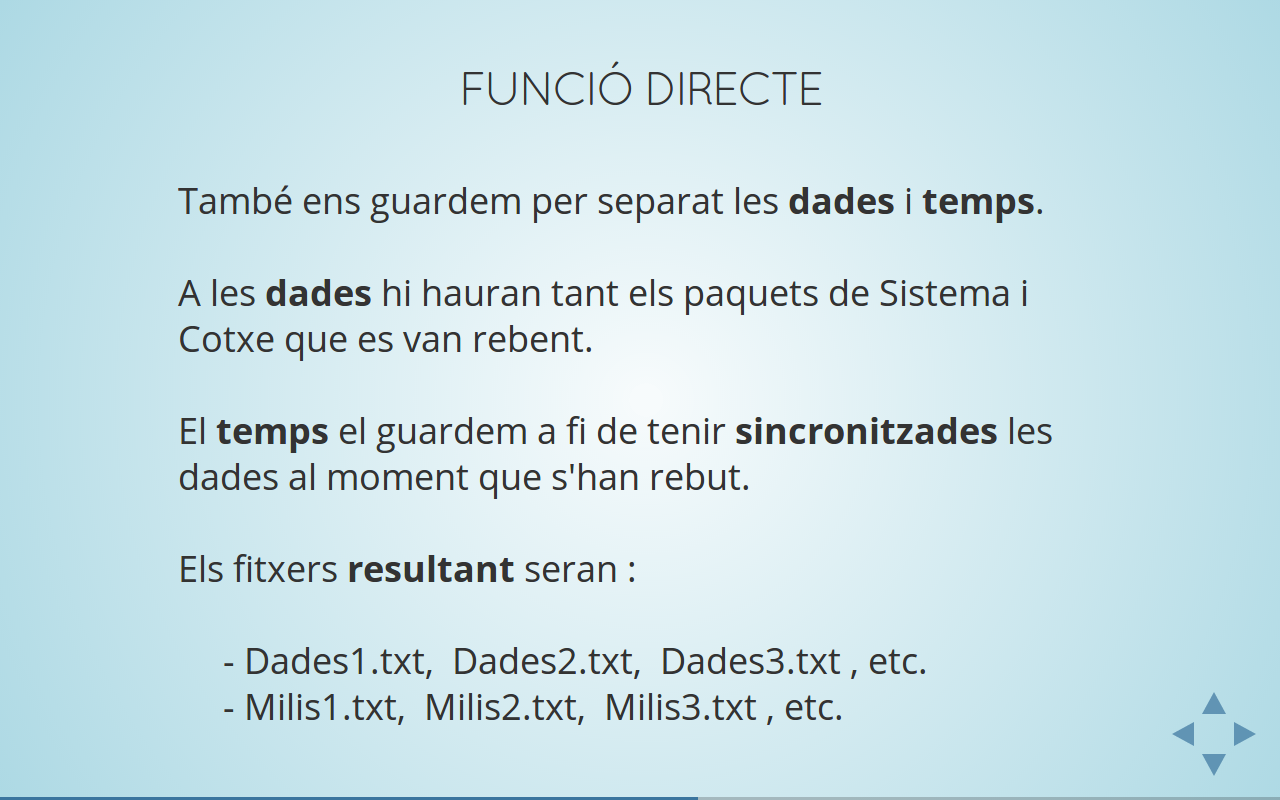 FUNCIÓ DIRECTE
També ens guardem per separat les dades i temps.
A les dades hi hauran tant els paquets de Sistema i
Cotxe que es van rebent.
El temps el guardem a fi de tenir sincronitzades les
dades al moment que s'han rebut.
Els fitxers resultant seran :
- Dades1.txt,  Dades2.txt,  Dades3.txt , etc.
- Milis1.txt,  Milis2.txt,  Milis3.txt , etc.